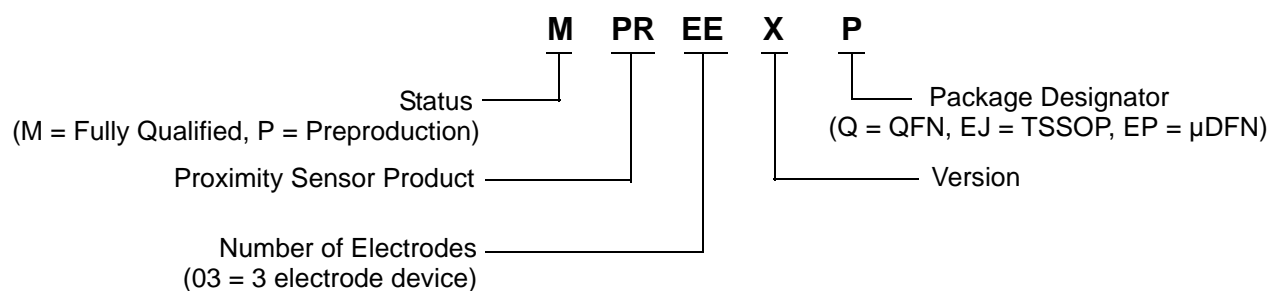 M PR EE X P
Status
(M = Fully Qualified, P = Preproduction)
Package Designator
(Q = QFN, EJ = TSSOP, EP = µDFN)
Proximity Sensor Product
Version
Number of Electrodes
(03 = 3 electrode device)